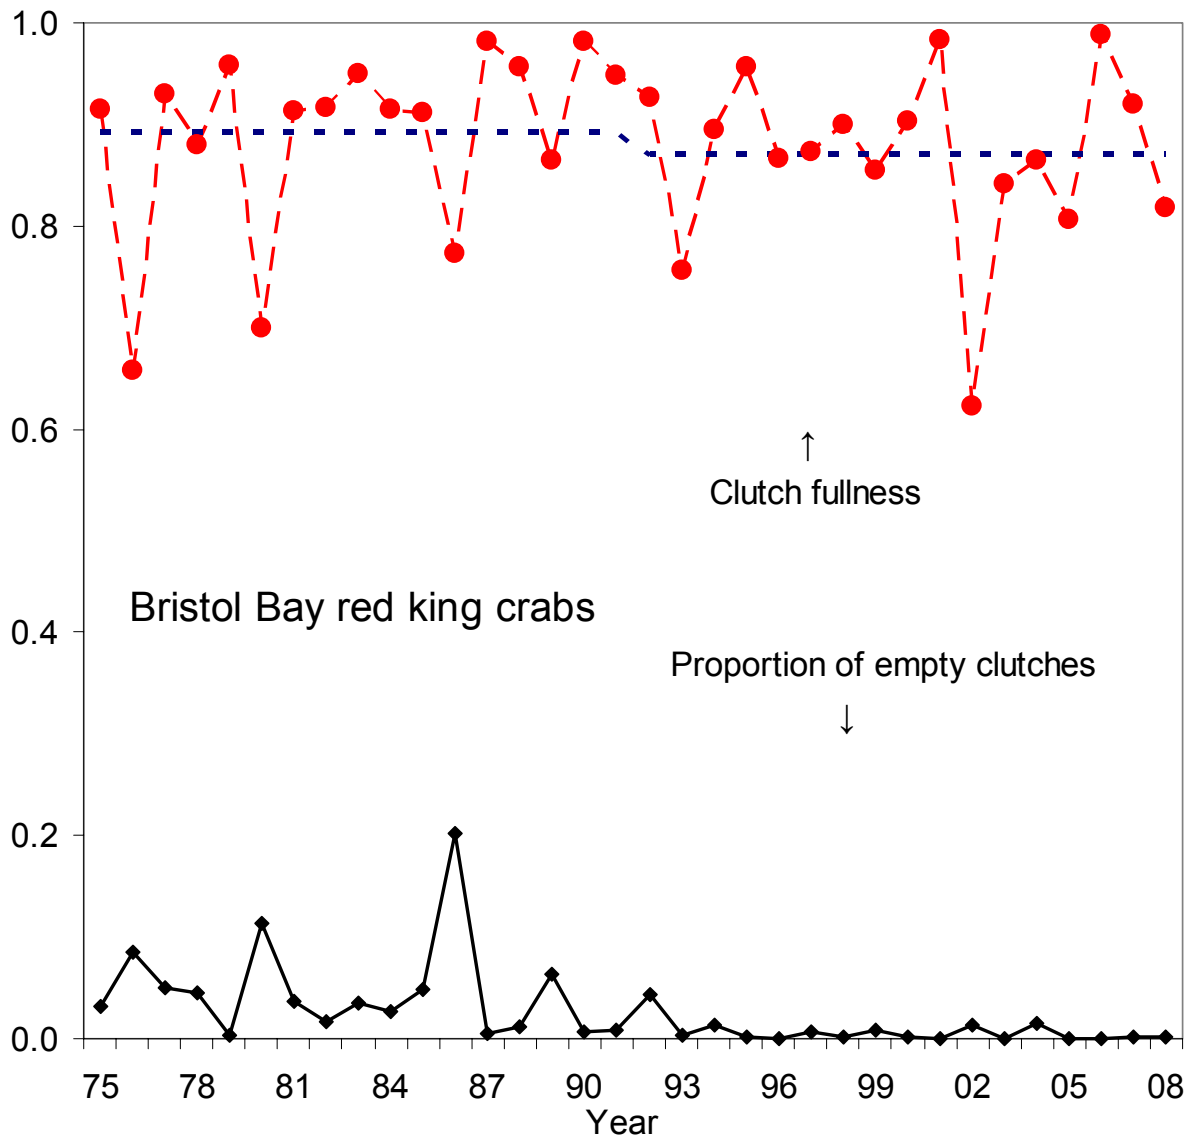 1.0
0.8
0.6
↑
Clutch fullness
Bristol Bay red king crabs
0.4
Proportion of empty clutches
↓
0.2
0.0
75 78 81 84 87 90 93 96 99 02 05 08
Year